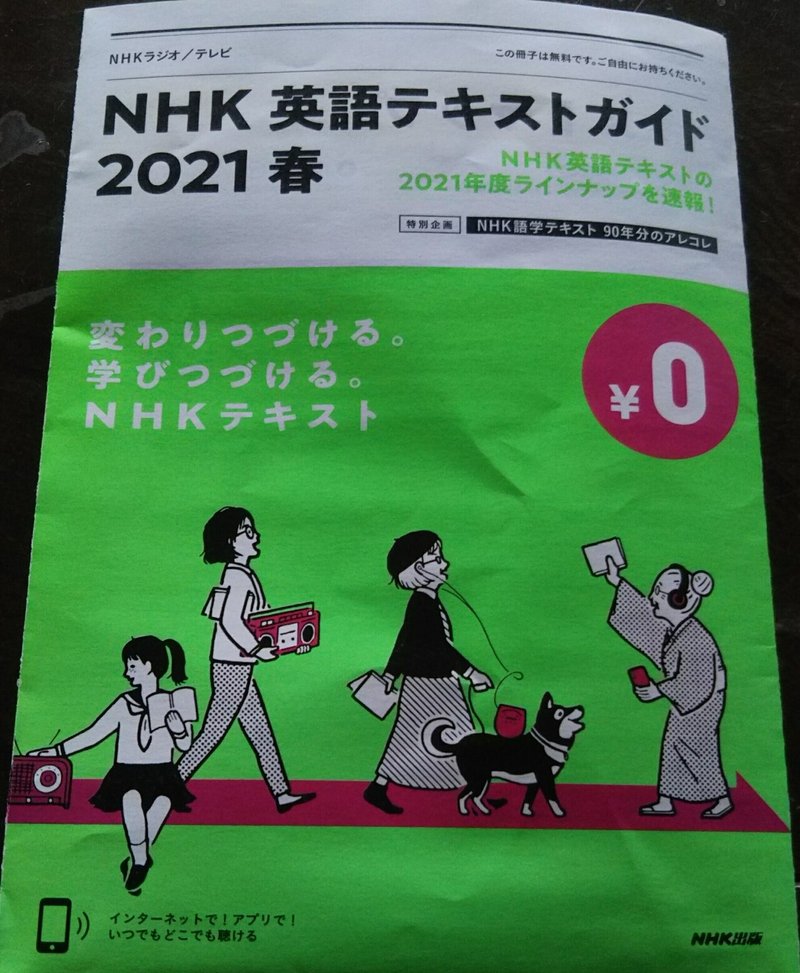 NHKラジオ／テレビ
この冊子は無料です。ご自由にお持ちください。
NHK 英語テキストガイド
2021 春
NHK英語テキストの
2021年度ラインナップを速報！
特別企画 NHK語学テキスト 90年分のアレコレ
変わりつづける。
学びつづける。
NHKテキスト
¥0
インターネットで！アプリで！
いつでもどこでも聴ける
NHK出版